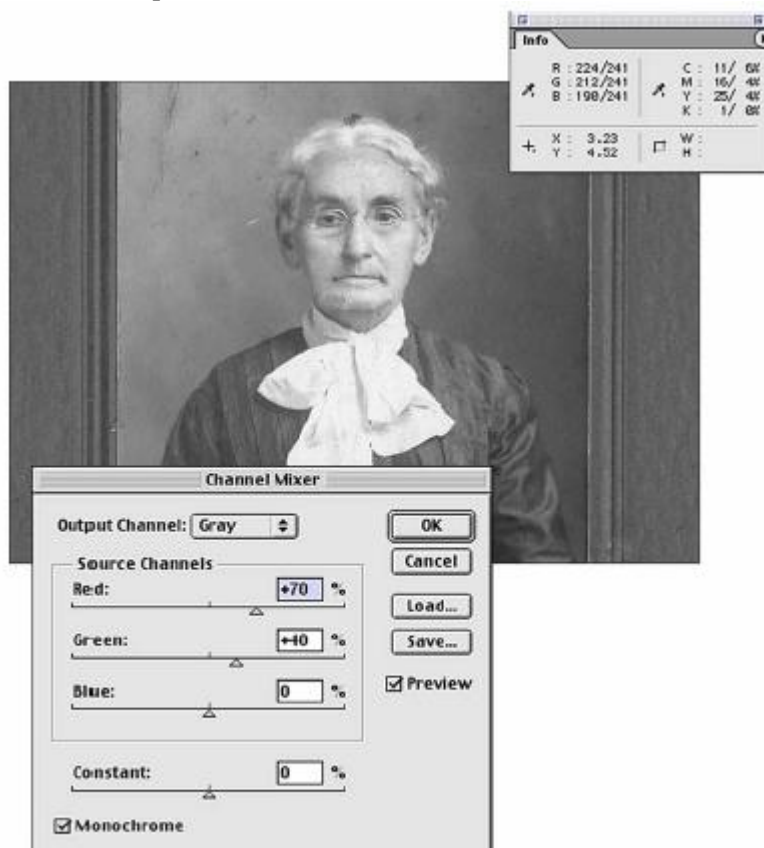 Info
R : 224/241
G : 212/241
B : 198/241
C : 11/ 6%
M : 16/ 4%
Y : 25/ 4%
K : 1/ 0%
X : 3.23
Y : 4.52
W :
H :
Channel Mixer
Output Channel: Gray
OK
Source Channels
Cancel
Red: +70 %
Load...
Green: +40 %
Save...
Blue: 0 %
Preview
Constant: 0 %
Monochrome